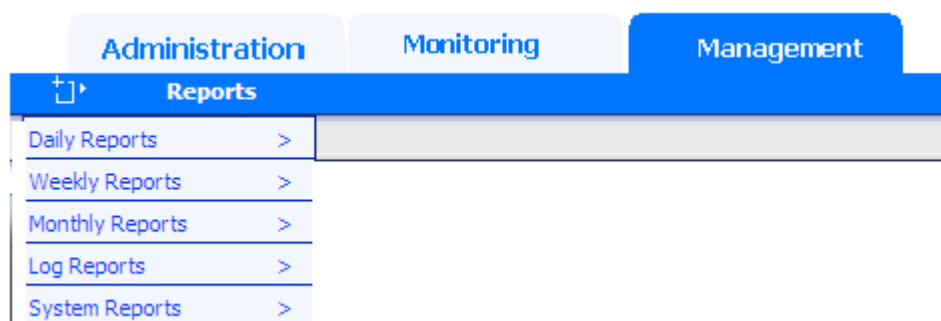 Administration Monitoring Management
Reports
Daily Reports >
Weekly Reports >
Monthly Reports >
Log Reports >
System Reports >